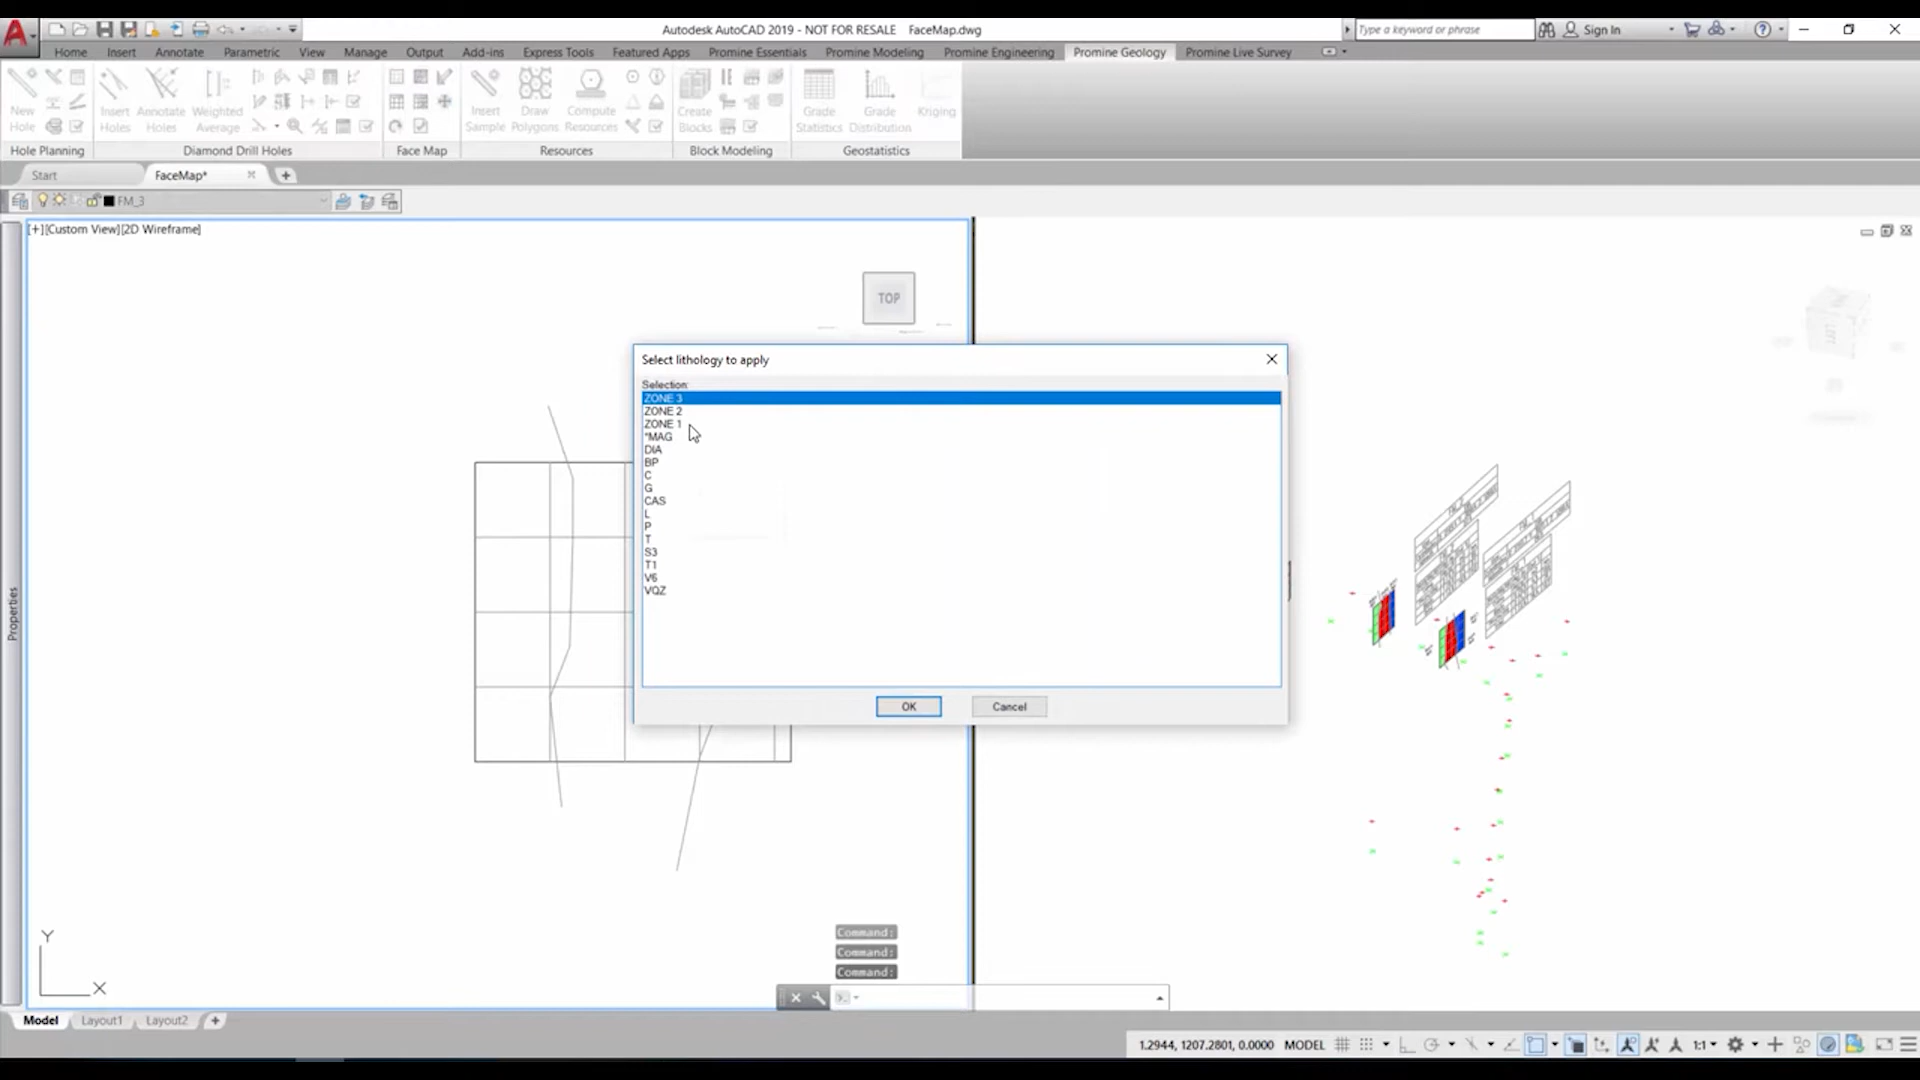 Autodesk AutoCAD 2019 - NOT FOR RESALE FaceMap.dwg
Type a keyword or phrase
Sign In
Home Insert Annotate Parametric View Manage Output Add-ins Express Tools Featured Apps Promine Essentials Promine Modeling Promine Engineering Promine Geology Promine Live Survey
New Hole
Insert Holes
Annotate Holes
Weighted Average
Insert Sample
Draw Polygons
Compute Resources
Create Blocks
Grade Statistics
Grade Distribution
Kriging
Hole Planning Diamond Drill Holes Face Map Resources Block Modeling Geostatistics
Start FaceMap*
FM_3
[+][Custom View][2D Wireframe]
TOP
Properties
Select lithology to apply
Selection:
ZONE 3
ZONE 2
ZONE 1
*MAG
DIA
BP
C
G
CAS
L
P
T
S3
T1
V6
VQZ
OK Cancel
Y
X
Command:
Command:
Command:
Model Layout1 Layout2
1.2944, 1207.2801, 0.0000 MODEL
1:1